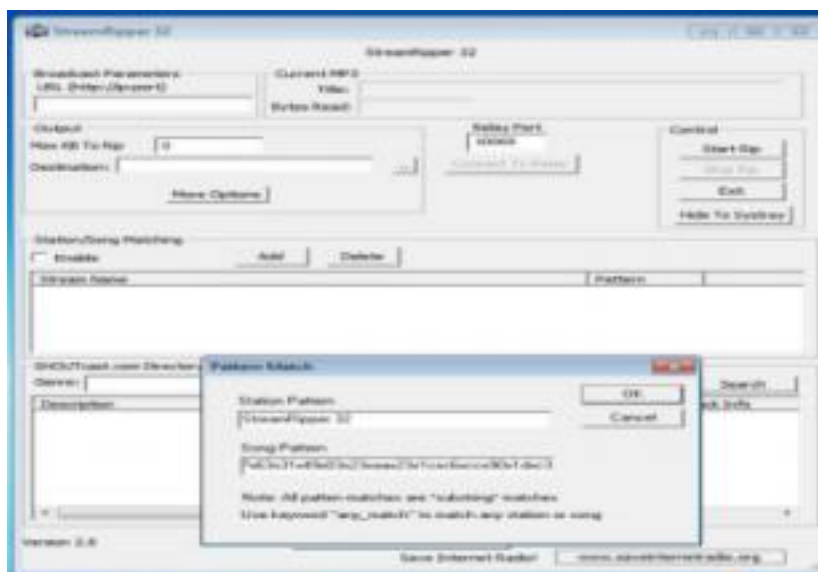 StreamRipper 32
StreamRipper 32
Broadcast Parameters
URL (http://ip:port)
Current MP3
Title:
Bytes Read:
Output
Max KB To Rip: 0
Destination:
...
More Options
Relay Port
Connect To Relay
Control
Start Rip
Stop Rip
Exit
Hide To Systray
Station/Song Matching
Enable
Add
Delete
Stream Name
Pattern
SHOUTcast.com
Genre:
Search
Description
Info
Pattern Match
Station Pattern
StreamRipper 32
Song Pattern
OK
Cancel
Note: All pattern matches are "substring" matches
Use keyword "any_match" to match any station or song
Version 2.6
Save Internet Radio!
www.saveinternetradio.org